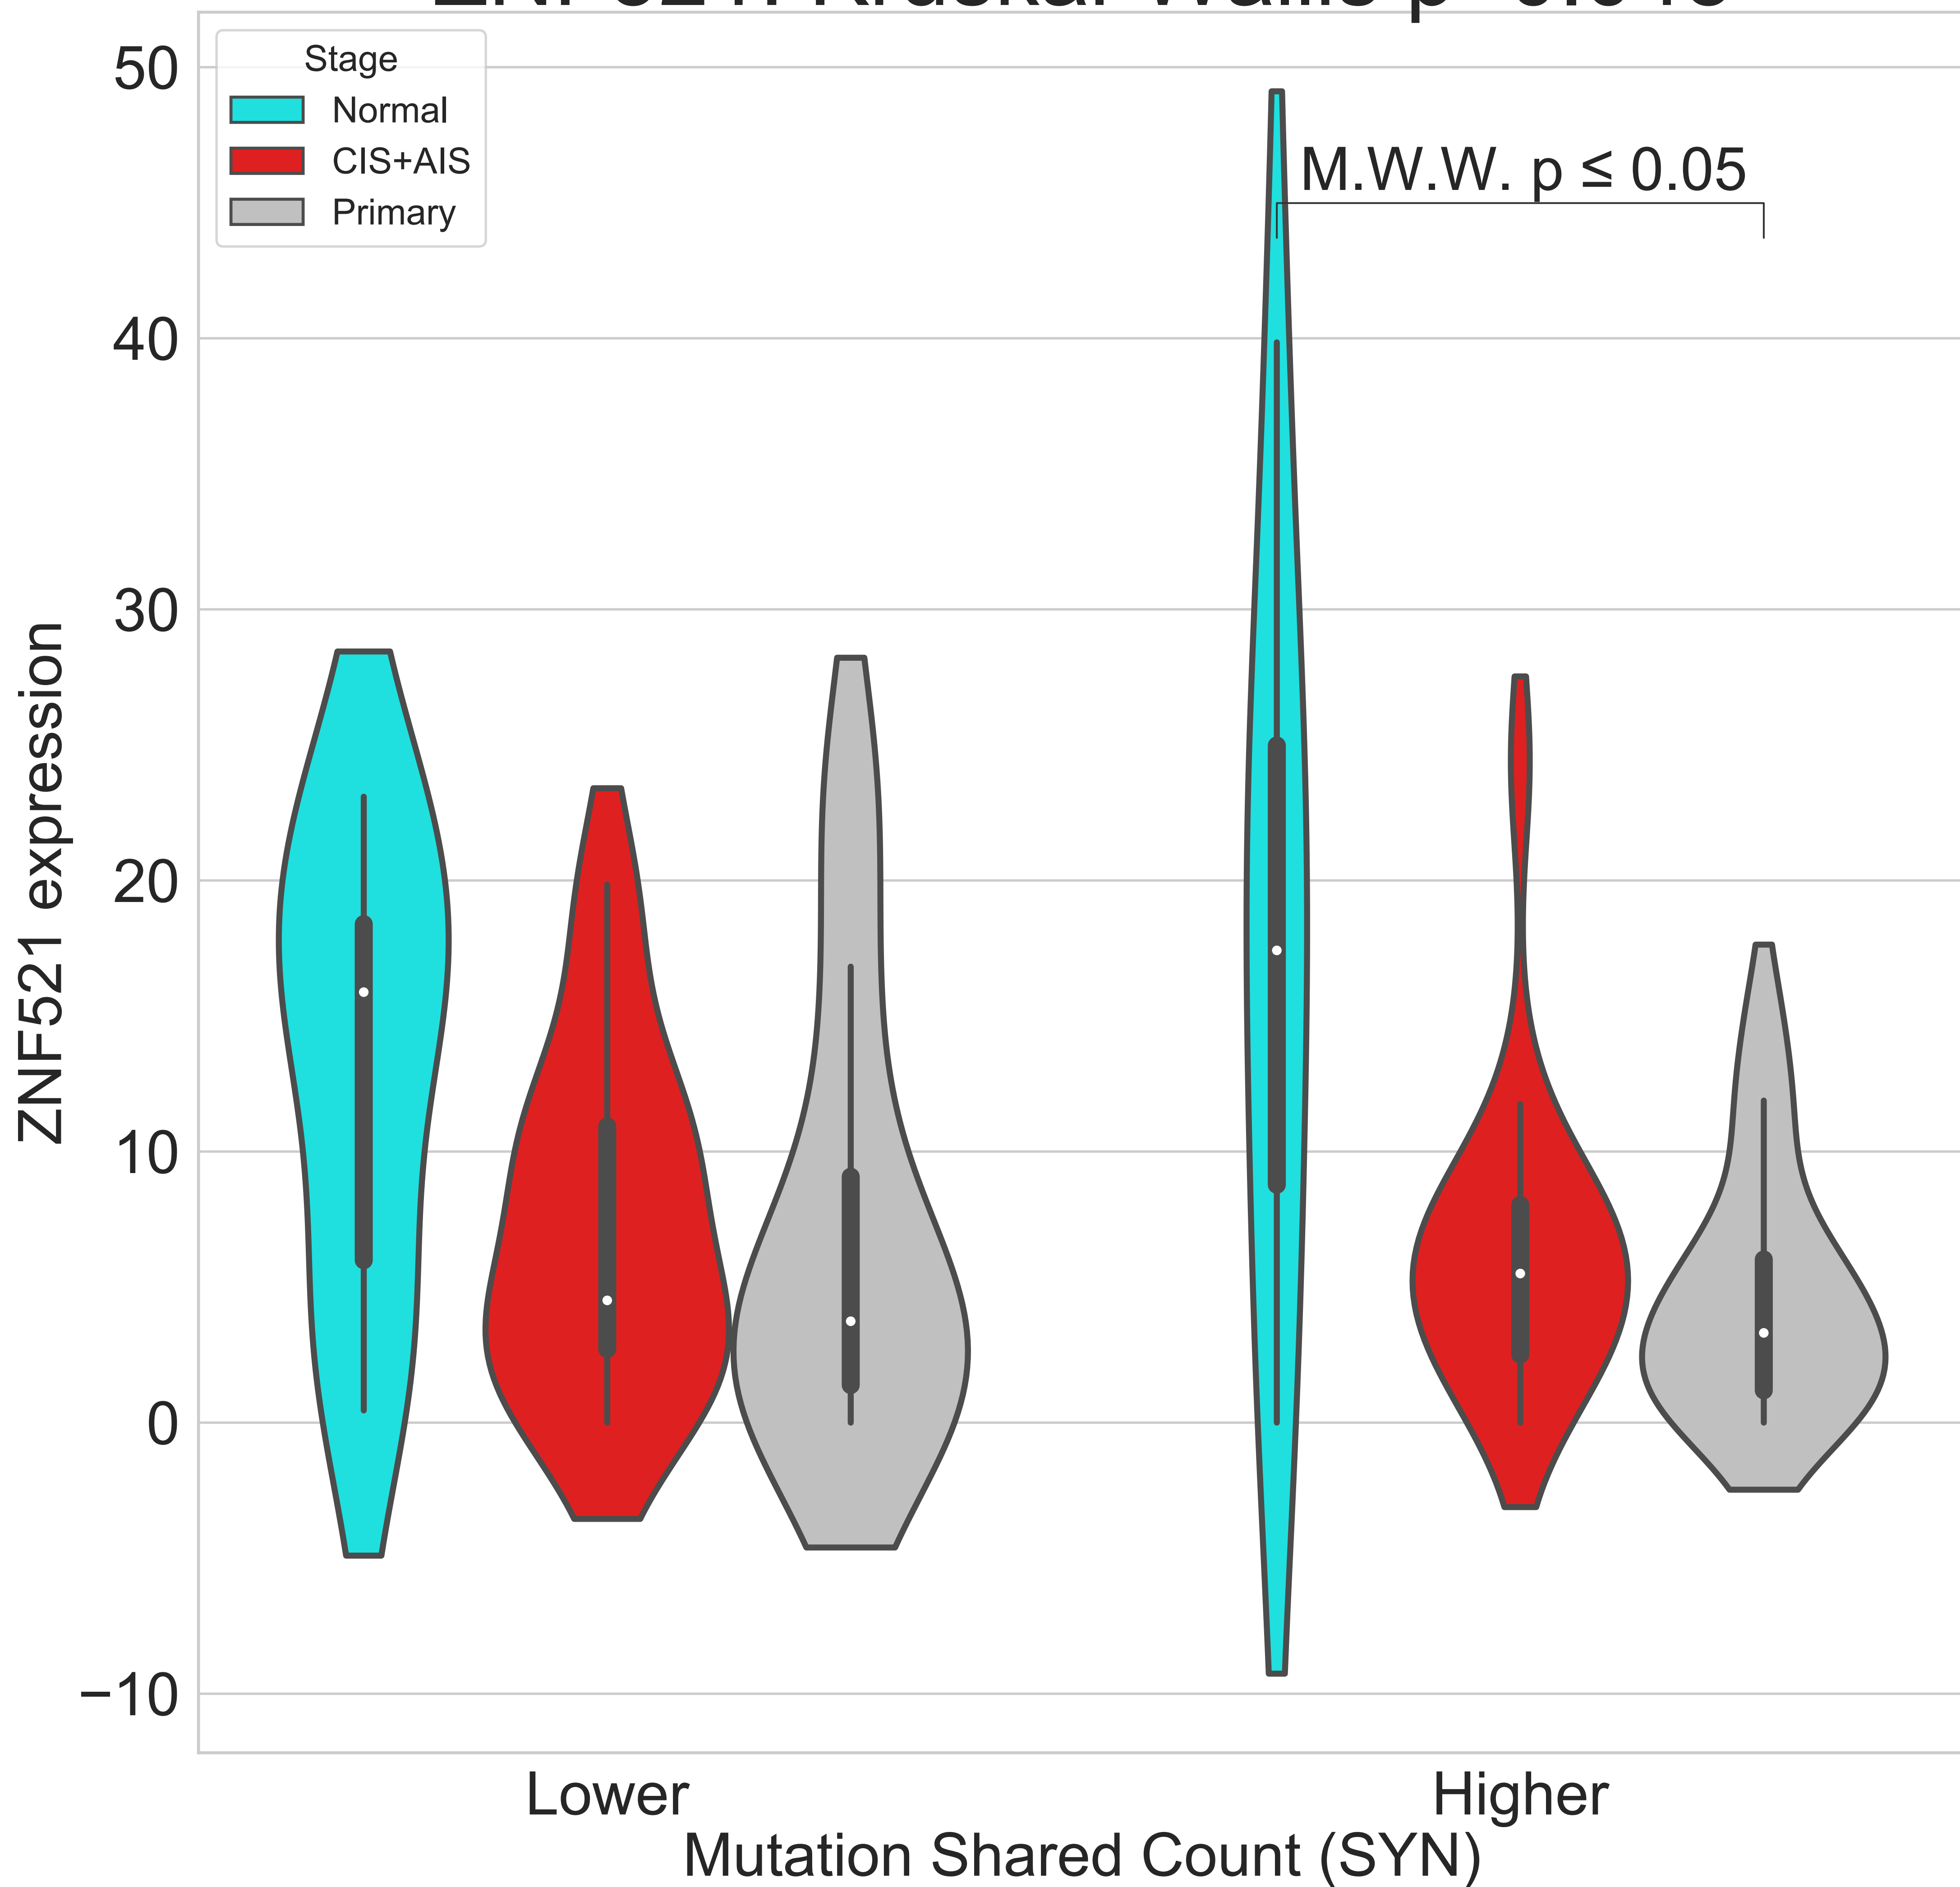 Stage
Normal
CIS+AIS
Primary
M.W.W. p ≤ 0.05
50
40
30
20
10
0
−10
ZNF521 expression
Lower
Higher
Mutation Shared Count (SYN)